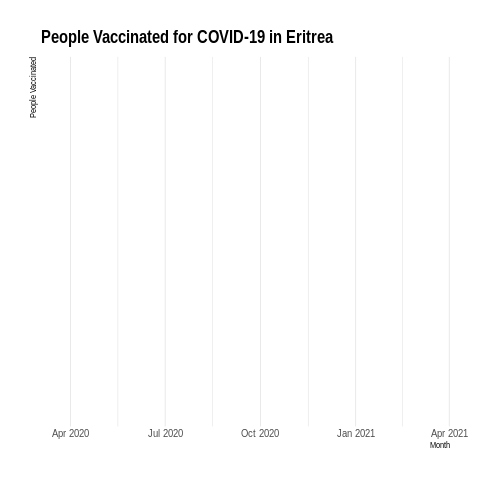 People Vaccinated for COVID-19 in Eritrea
People Vaccinated
Apr 2020
Jul 2020
Oct 2020
Jan 2021
Apr 2021
Month